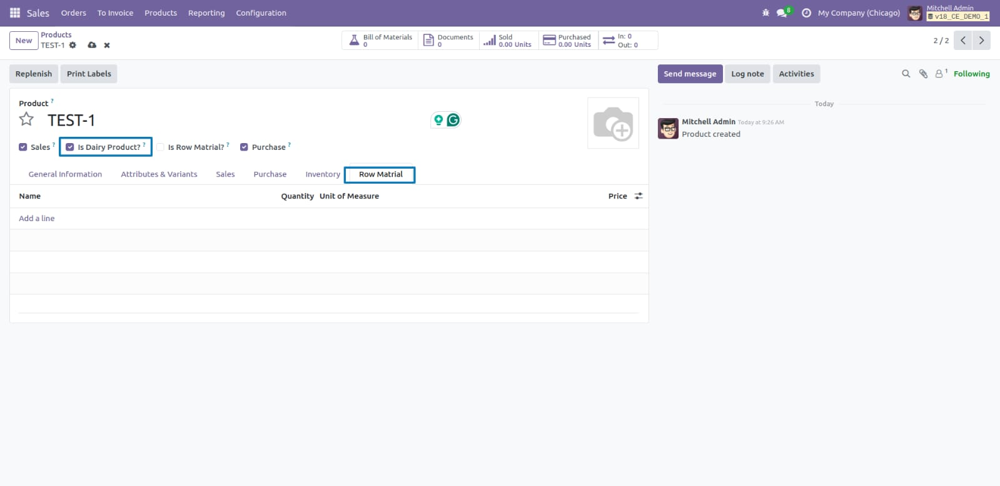 Sales Orders To Invoice Products Reporting Configuration 8 My Company (Chicago) Mitchell Admin
v18_CE_DEMO_1
New Products
TEST-1
Bill of Materials
0
Documents
0
Sold
0.00 Units
Purchased
0.00 Units
In: 0
Out: 0
2 / 2
Replenish Print Labels
Send message Log note Activities 1 Following
Product ?
TEST-1
Sales ? Is Dairy Product? ? Is Row Matrial? ? Purchase ?
General Information Attributes & Variants Sales Purchase Inventory Row Matrial
Name Quantity Unit of Measure Price
Add a line
Today
Mitchell Admin Today at 9:26 AM
Product created